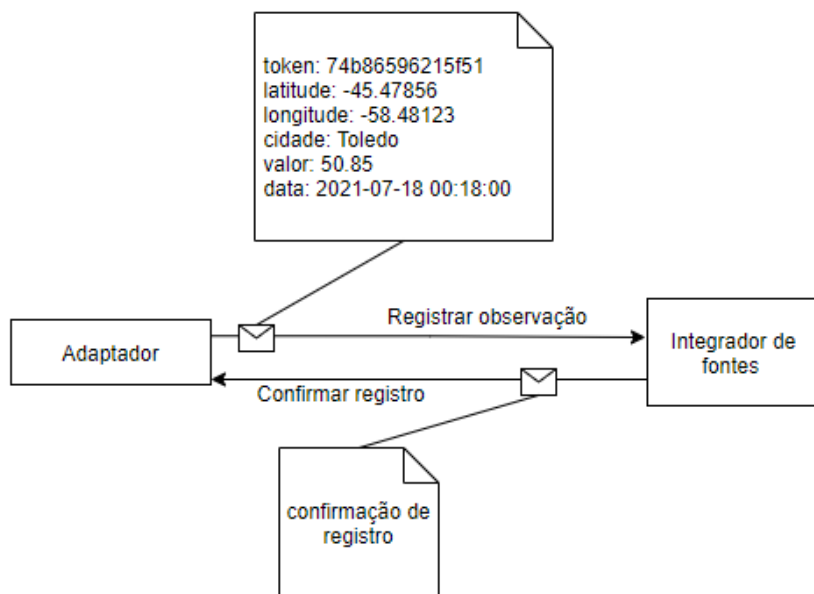 token: 74b86596215f51
latitude: -45.47856
longitude: -58.48123
cidade: Toledo
valor: 50.85
data: 2021-07-18 00:18:00
Registrar observação
Adaptador
Integrador de
fontes
Confirmar registro
confirmação de
registro